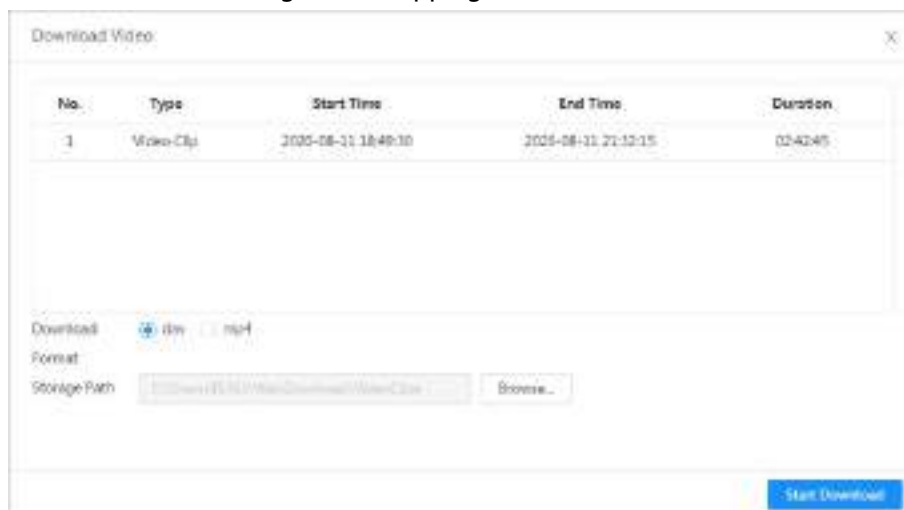 Download Video
No. Type Start Time End Time Duration
1 Video Clip 2020-08-11 18:49:30 2020-08-11 21:32:15 02:42:45
Download dav mp4
Format
Storage Path Browse...
Start Download